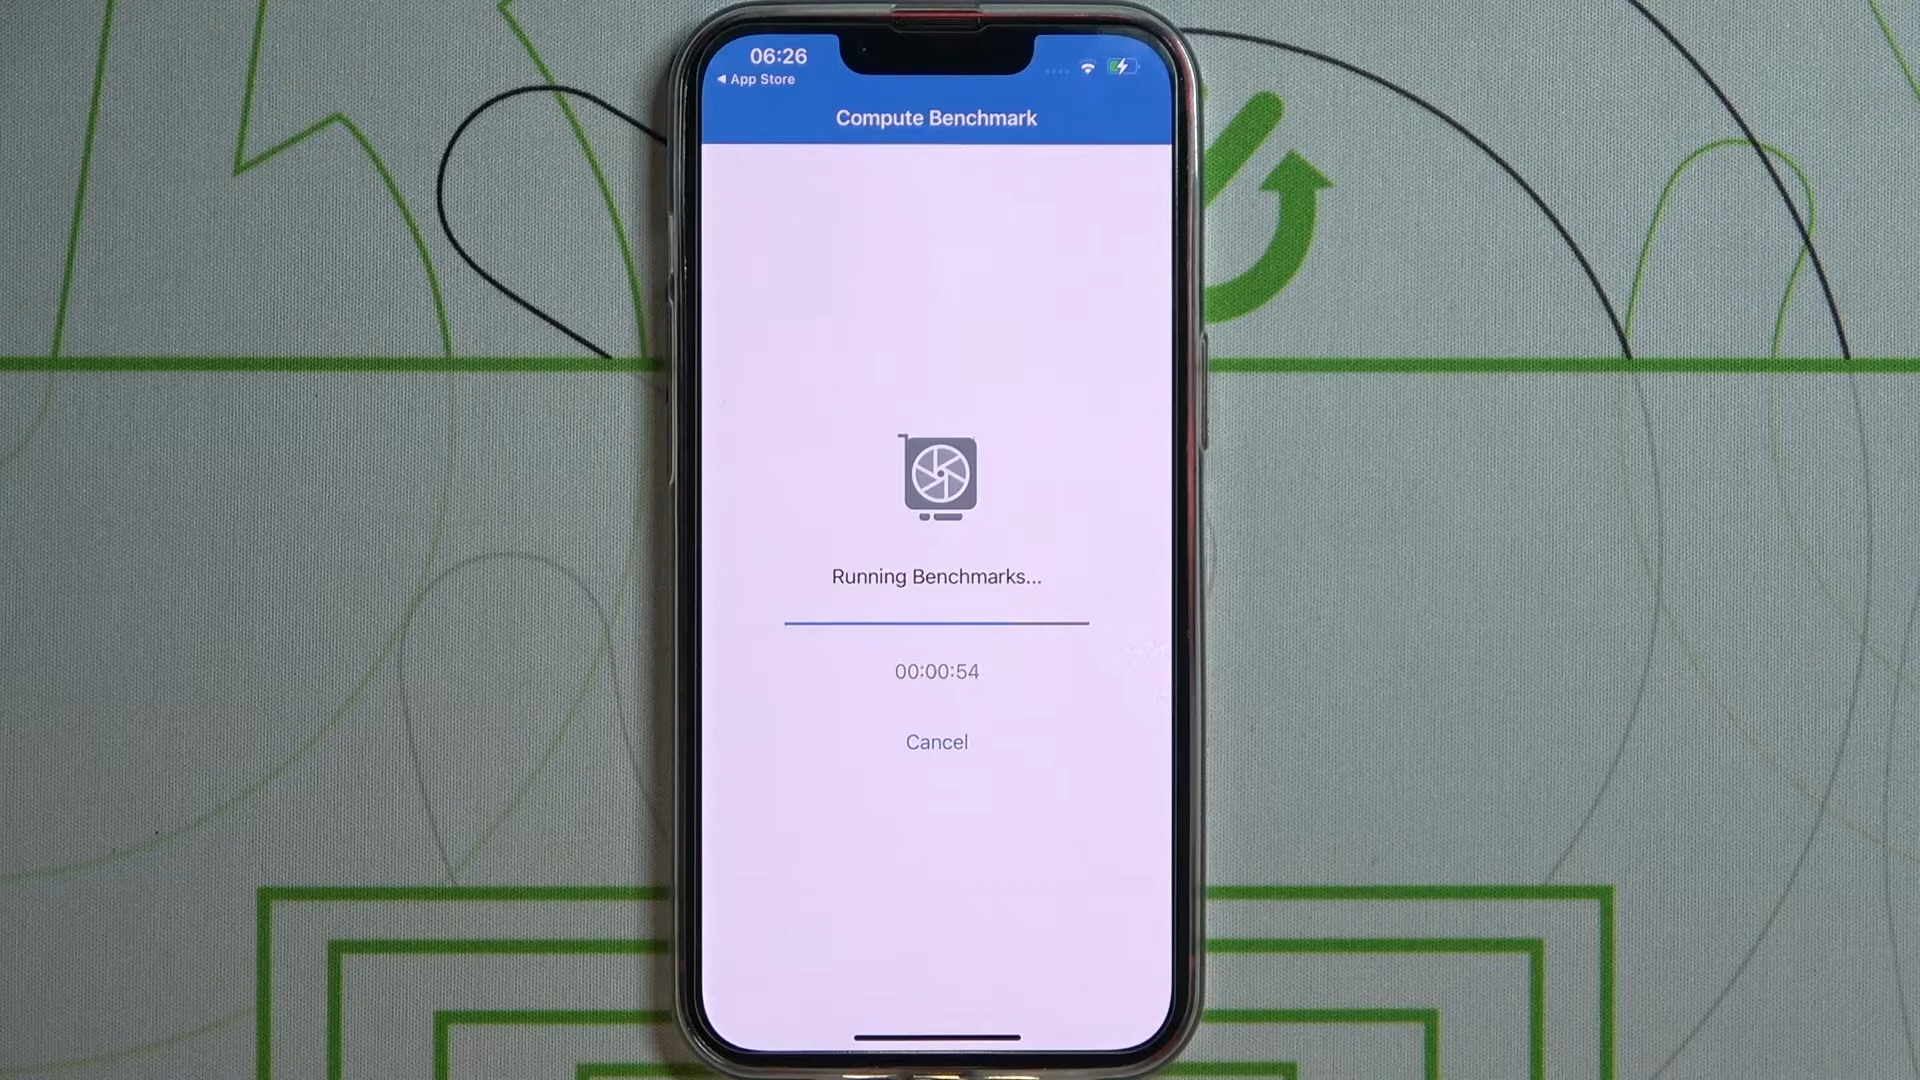 06:26
App Store
Compute Benchmark
Running Benchmarks...
00:00:54
Cancel